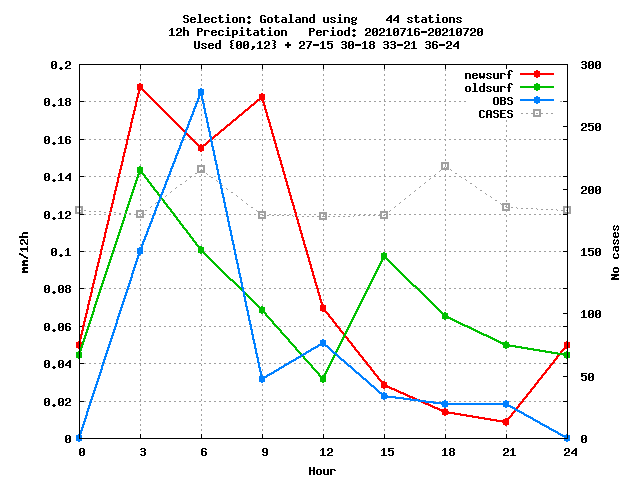 Selection: Gotaland using    44 stations
12h Precipitation   Period: 20210716-20210720
Used {00,12} + 27-15 30-18 33-21 36-24
newsurf
oldsurf
OBS
CASES
0,2
0,18
0,16
0,14
0,12
0,1
0,08
0,06
0,04
0,02
0
mm/12h
300
250
200
150
100
50
0
No cases
0 3 6 9 12 15 18 21 24
Hour